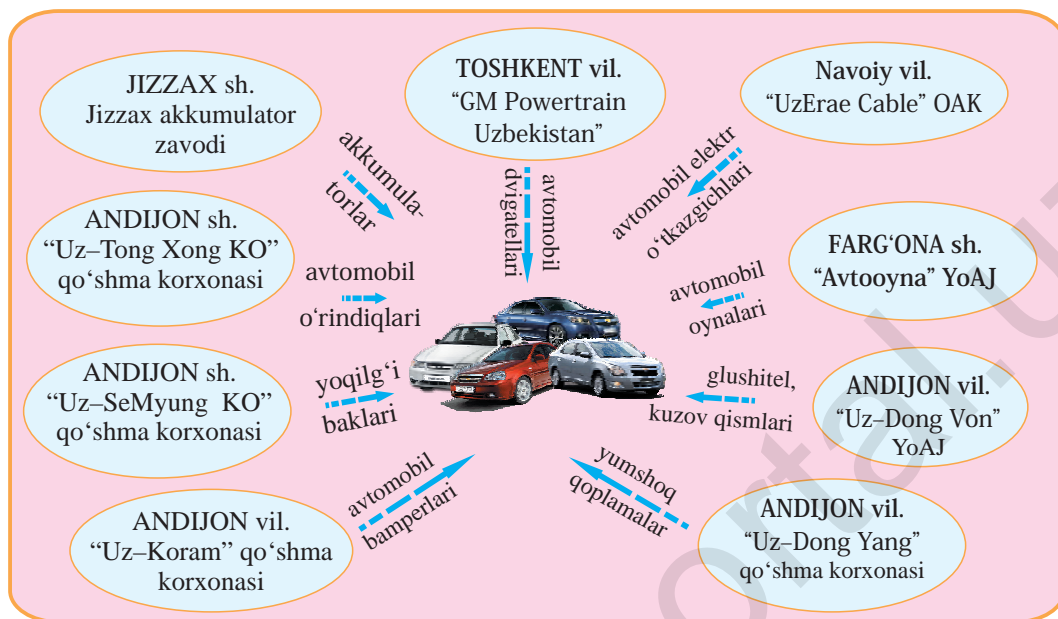 JIZZAX sh.
Jizzax akkumulator
zavodi
akkumula-
torlar
TOSHKENT vil.
“GM Powertrain
Uzbekistan”
avtomobil
dvigatellari
Navoiy vil.
“UzErae Cable” OAK
avtomobil elektr
o‘tkazgichlari
ANDIJON sh.
“Uz–Tong Xong KO”
qo‘shma korxonasi
avtomobil
o‘rindiqlari
FARG‘ONA sh.
“Avtooyna” YoAJ
avtomobil
oynalari
ANDIJON sh.
“Uz–SeMyung KO”
qo‘shma korxonasi
yoqilg‘i
baklari
ANDIJON vil.
“Uz–Dong Von”
YoAJ
glushitel,
kuzov qismlari
ANDIJON vil.
“Uz–Koram” qo‘shma
korxonasi
avtomobil
bamperlari
ANDIJON vil.
“Uz–Dong Yang”
qo‘shma korxonasi
yumshoq
qoplamalar
ortal.u